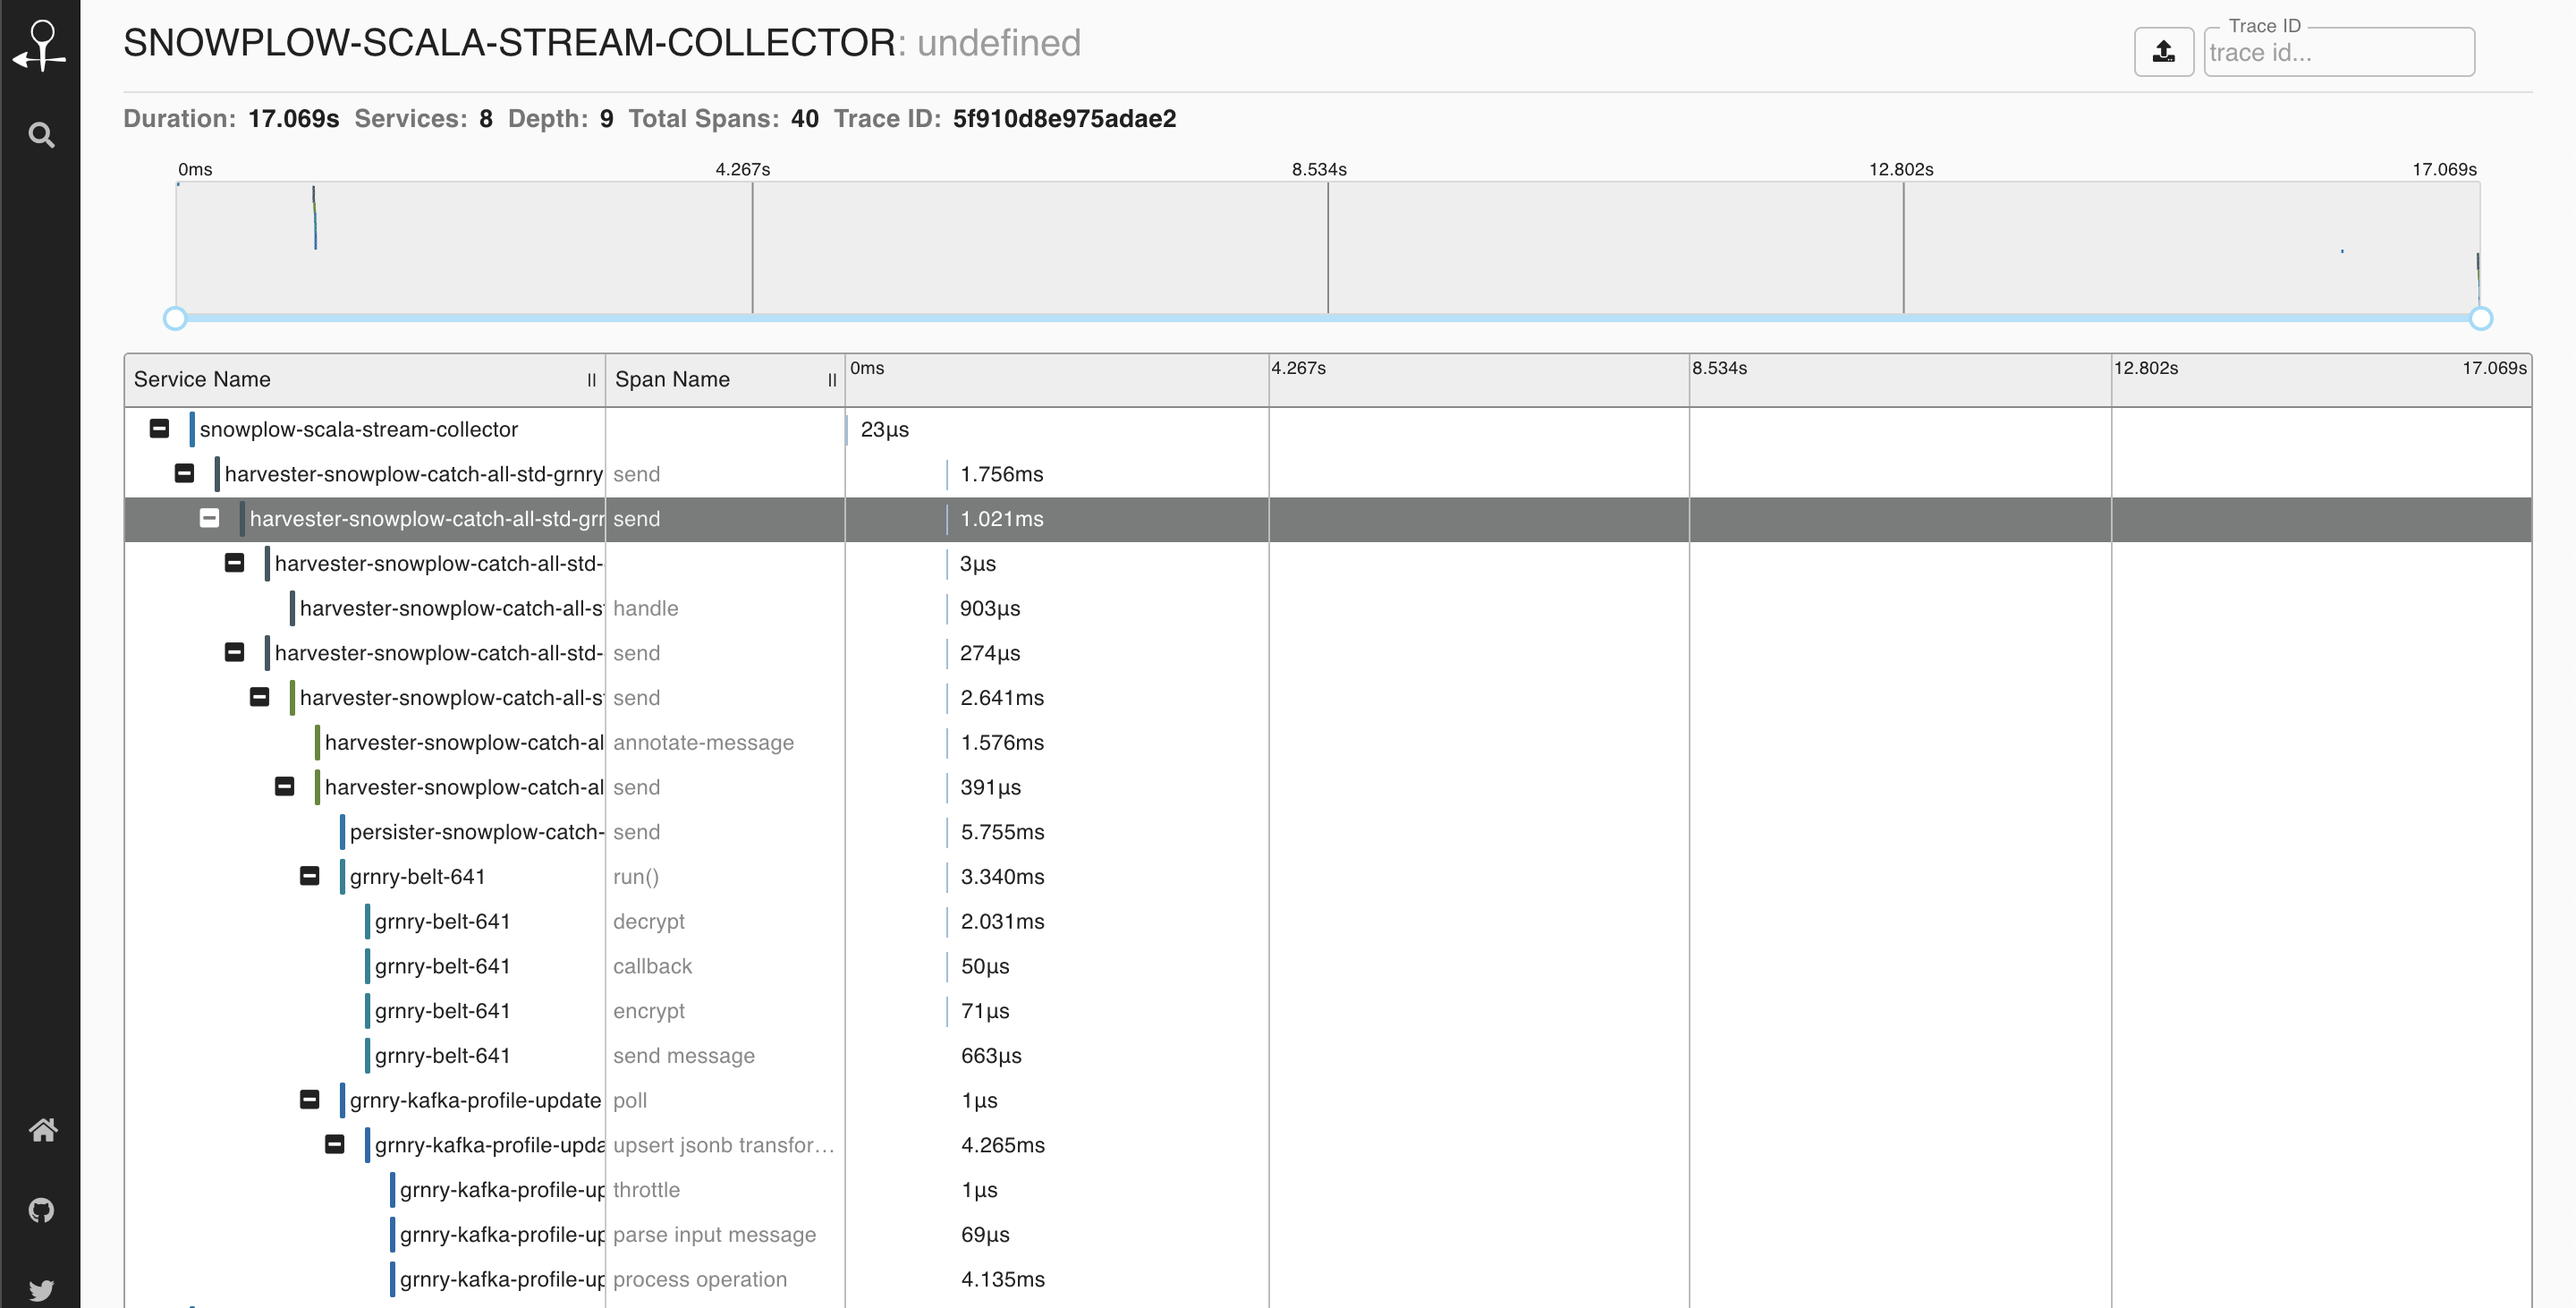 SNOWPLOW-SCALA-STREAM-COLLECTOR: undefined
Trace ID
trace id...
Duration: 17.069s Services: 8 Depth: 9 Total Spans: 40 Trace ID: 5f910d8e975adae2
0ms 4.267s 8.534s 12.802s 17.069s
Service Name Span Name 0ms 4.267s 8.534s 12.802s 17.069s
snowplow-scala-stream-collector 23μs
harvester-snowplow-catch-all-std-grnry send 1.756ms
harvester-snowplow-catch-all-std-grr send 1.021ms
harvester-snowplow-catch-all-std- 3μs
harvester-snowplow-catch-all-s handle 903μs
harvester-snowplow-catch-all-std- send 274μs
harvester-snowplow-catch-all-s send 2.641ms
harvester-snowplow-catch-al annotate-message 1.576ms
harvester-snowplow-catch-al send 391μs
persister-snowplow-catch- send 5.755ms
grnry-belt-641 run() 3.340ms
grnry-belt-641 decrypt 2.031ms
grnry-belt-641 callback 50μs
grnry-belt-641 encrypt 71μs
grnry-belt-641 send message 663μs
grnry-kafka-profile-update poll 1μs
grnry-kafka-profile-upda upsert jsonb transfor... 4.265ms
grnry-kafka-profile-up throttle 1μs
grnry-kafka-profile-up parse input message 69μs
grnry-kafka-profile-up process operation 4.135ms